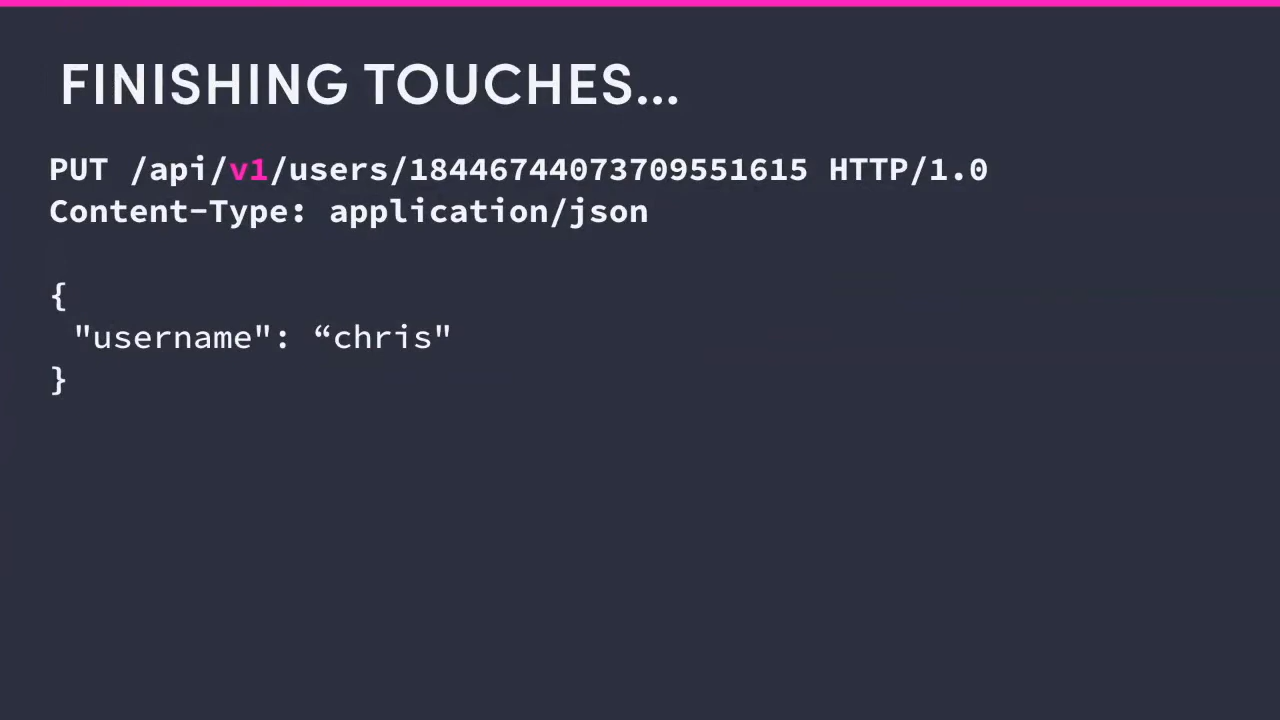 FINISHING TOUCHES...
PUT /api/v1/users/18446744073709551615 HTTP/1.0
Content-Type: application/json
{
"username": “chris"
}